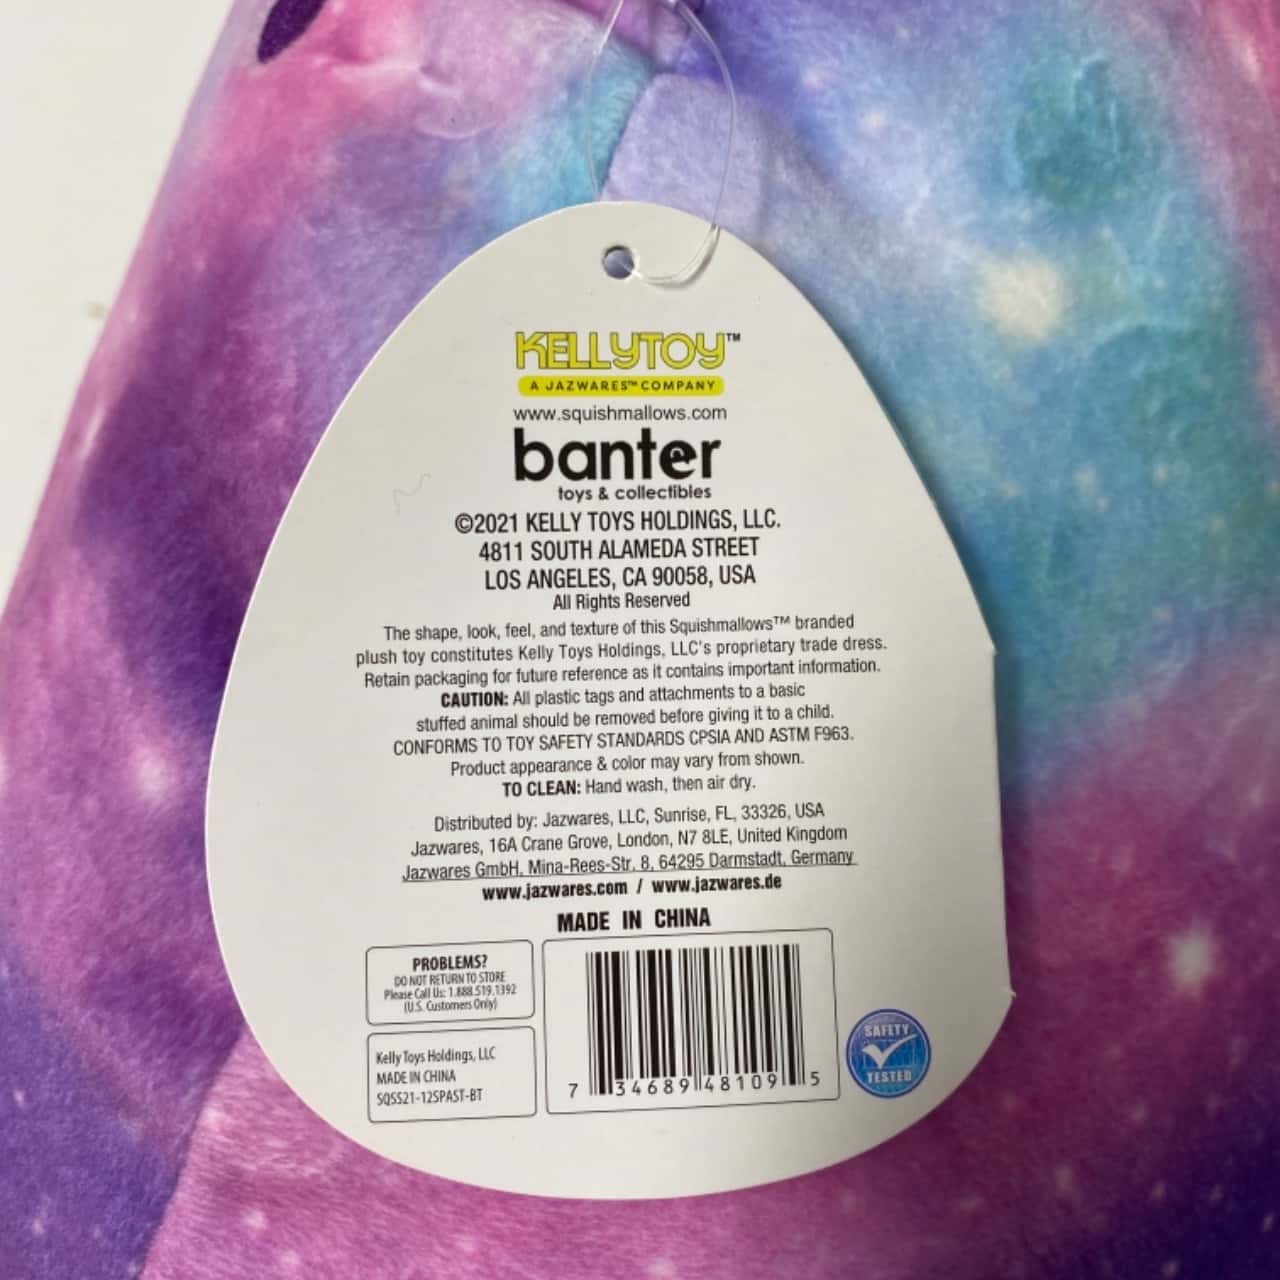 KELLYTOY™
A JAZWARES™ COMPANY
www.squishmallows.com
banter
toys & collectibles
©2021 KELLY TOYS HOLDINGS, LLC.
4811 SOUTH ALAMEDA STREET
LOS ANGELES, CA 90058, USA
All Rights Reserved
The shape, look, feel, and texture of this Squishmallows™ branded
plush toy constitutes Kelly Toys Holdings, LLC's proprietary trade dress.
Retain packaging for future reference as it contains important information.
CAUTION: All plastic tags and attachments to a basic
stuffed animal should be removed before giving it to a child.
CONFORMS TO TOY SAFETY STANDARDS CPSIA AND ASTM F963.
Product appearance & color may vary from shown.
TO CLEAN: Hand wash, then air dry.
Distributed by: Jazwares, LLC, Sunrise, FL, 33326, USA
Jazwares, 16A Crane Grove, London, N7 8LE, United Kingdom
Jazwares GmbH, Mina-Rees-Str. 8, 64295 Darmstadt, Germany
www.jazwares.com / www.jazwares.de
MADE IN CHINA
PROBLEMS?
DO NOT RETURN TO STORE
Please Call Us: 1.888.519.1392
(U.S. Customers Only)
Kelly Toys Holdings, LLC
MADE IN CHINA
SQSS21-12SPAST-BT
7 34689 48109 5
SAFETY
TESTED